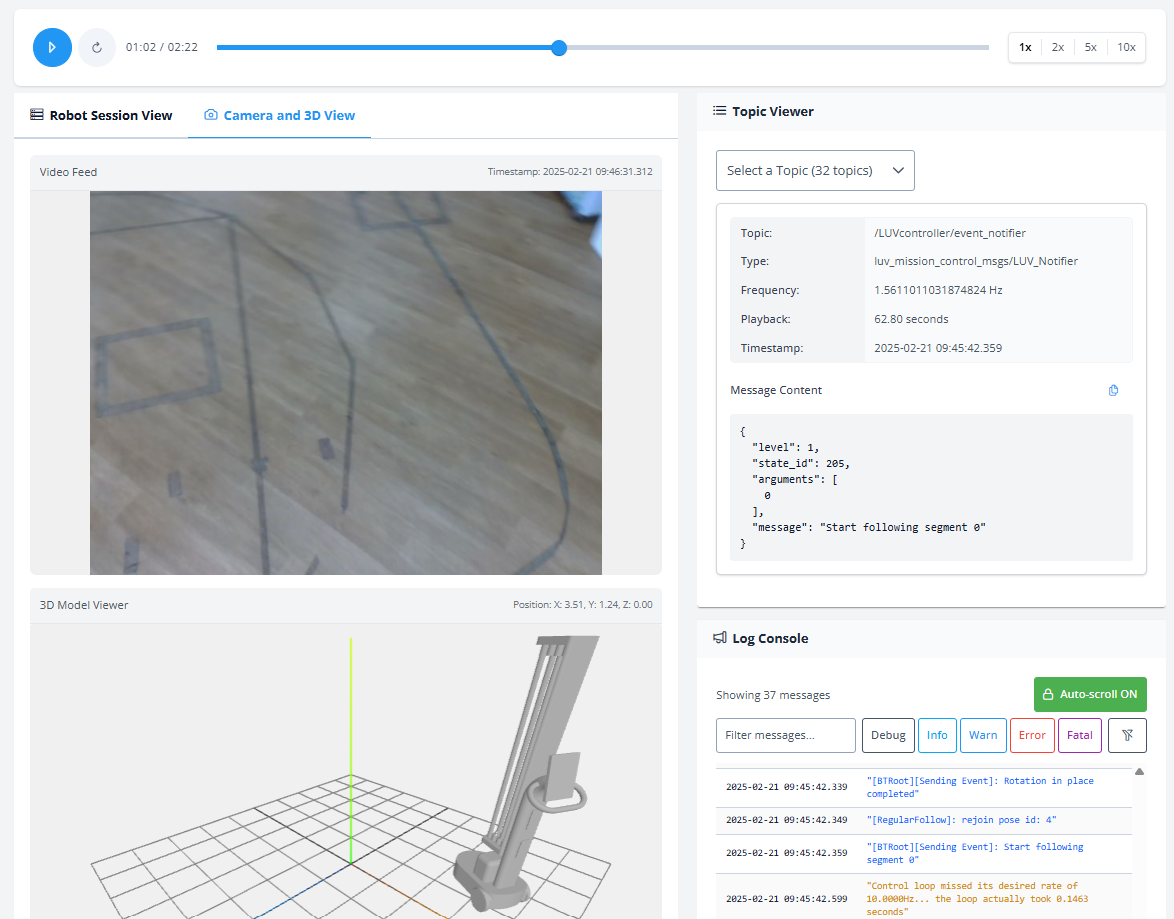 01:02 / 02:22
1x 2x 5x 10x
Robot Session View
Camera and 3D View
Video Feed
Timestamp: 2025-02-21 09:46:31.312
3D Model Viewer
Position: X: 3.51, Y: 1.24, Z: 0.00
Topic Viewer
Select a Topic (32 topics)
Topic: /LUVcontroller/event_notifier
Type: luv_mission_control_msgs/LUV_Notifier
Frequency: 1.5611011031874824 Hz
Playback: 62.80 seconds
Timestamp: 2025-02-21 09:45:42.359
Message Content
{
"level": 1,
"state_id": 205,
"arguments": [
0
],
"message": "Start following segment 0"
}
Log Console
Showing 37 messages
Auto-scroll ON
Filter messages...
Debug Info Warn Error Fatal
2025-02-21 09:45:42.339 "[BTRoot][Sending Event]: Rotation in place
completed"
2025-02-21 09:45:42.349 "[RegularFollow]: rejoin pose id: 4"
2025-02-21 09:45:42.359 "[BTRoot][Sending Event]: Start following
segment 0"
2025-02-21 09:45:42.599 "Control loop missed its desired rate of
10.0000Hz... the loop actually took 0.1463
seconds"